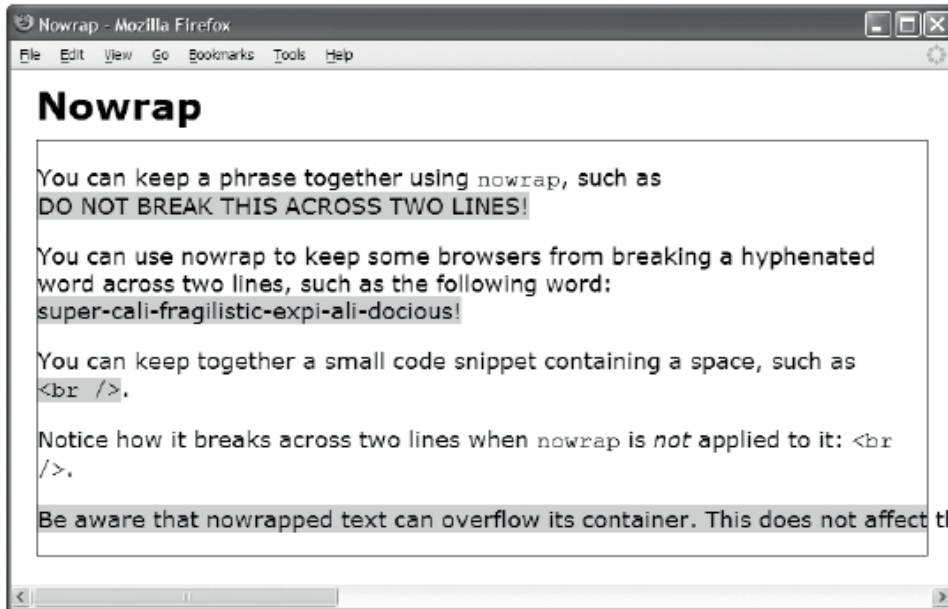 Nowrap - Mozilla Firefox
File Edit View Go Bookmarks Tools Help
Nowrap
You can keep a phrase together using nowrap, such as
DO NOT BREAK THIS ACROSS TWO LINES!
You can use nowrap to keep some browsers from breaking a hyphenated
word across two lines, such as the following word:
super-cali-fragilistic-expi-ali-docious!
You can keep together a small code snippet containing a space, such as
<br />.
Notice how it breaks across two lines when nowrap is not applied to it: <br
/>.
Be aware that nowrapped text can overflow its container. This does not affect th